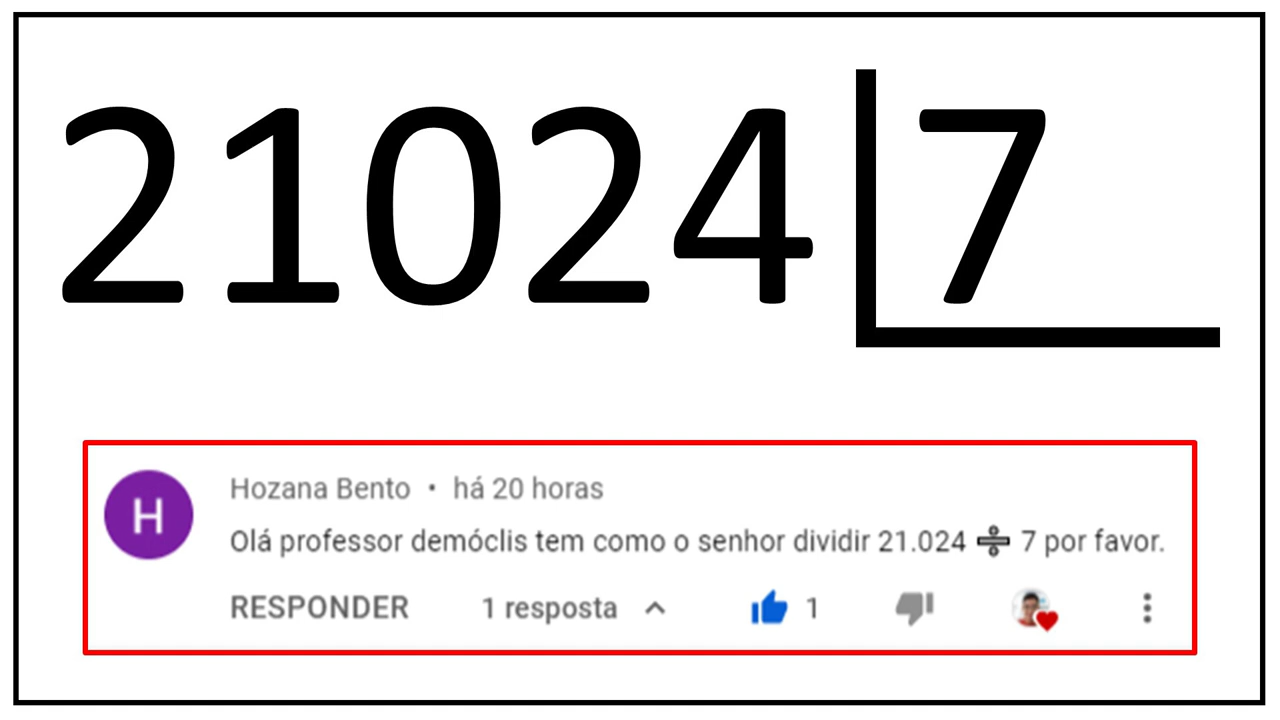 21024 7
H
Hozana Bento • há 20 horas
Olá professor demóclis tem como o senhor dividir 21.024 ➗ 7 por favor.
RESPONDER 1 resposta 1